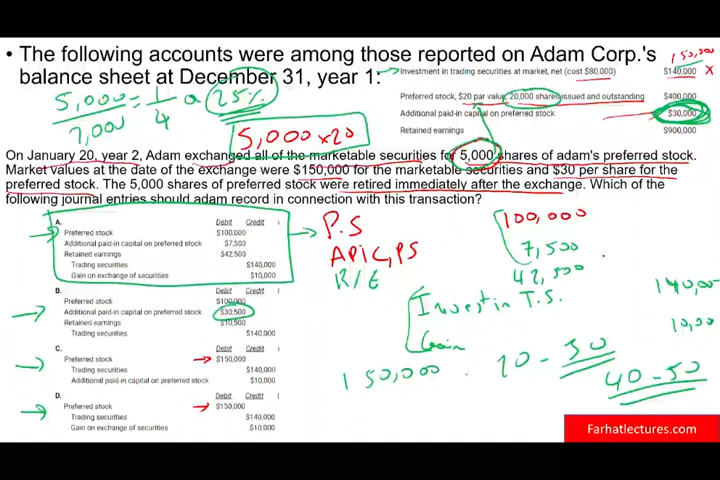 • The following accounts were among those reported on Adam Corp.'s balance sheet at December 31, year 1:
150,000
Investment in trading securities at market, net (cost $80,000) $140,000 X
Preferred stock, $20 par value, 20,000 shares issued and outstanding $400,000
Additional paid-in capital on preferred stock $30,000
Retained earnings $900,000
5,000 = 1 25%
4
5,000 x 20
On January 20, year 2, Adam exchanged all of the marketable securities for 5,000 shares of adam's preferred stock.
Market values at the date of the exchange were $150,000 for the marketable securities and $30 per share for the
preferred stock. The 5,000 shares of preferred stock were retired immediately after the exchange. Which of the
following journal entries should adam record in connection with this transaction?
A.
Debit Credit
Preferred stock $100,000
Additional paid-in capital on preferred stock $7,500
Retained earnings $42,500
Trading securities $140,000
Gain on exchange of securities $10,000
B.
Debit Credit
Preferred stock $100,000
Additional paid-in capital on preferred stock $30,500
Retained earnings $10,500
Trading securities $140,000
C.
Debit Credit
Preferred stock $150,000
Trading securities $140,000
Additional paid-in capital on preferred stock $10,000
D.
Debit Credit
Preferred stock $150,000
Trading securities $140,000
Gain on exchange of securities $10,000
P.S 100,000
APIC, PS 7,500
R/E 42,500
Invest in T.S. 140,00
Gain 10,00
150,000
40 - 50
Farhatlectures.com